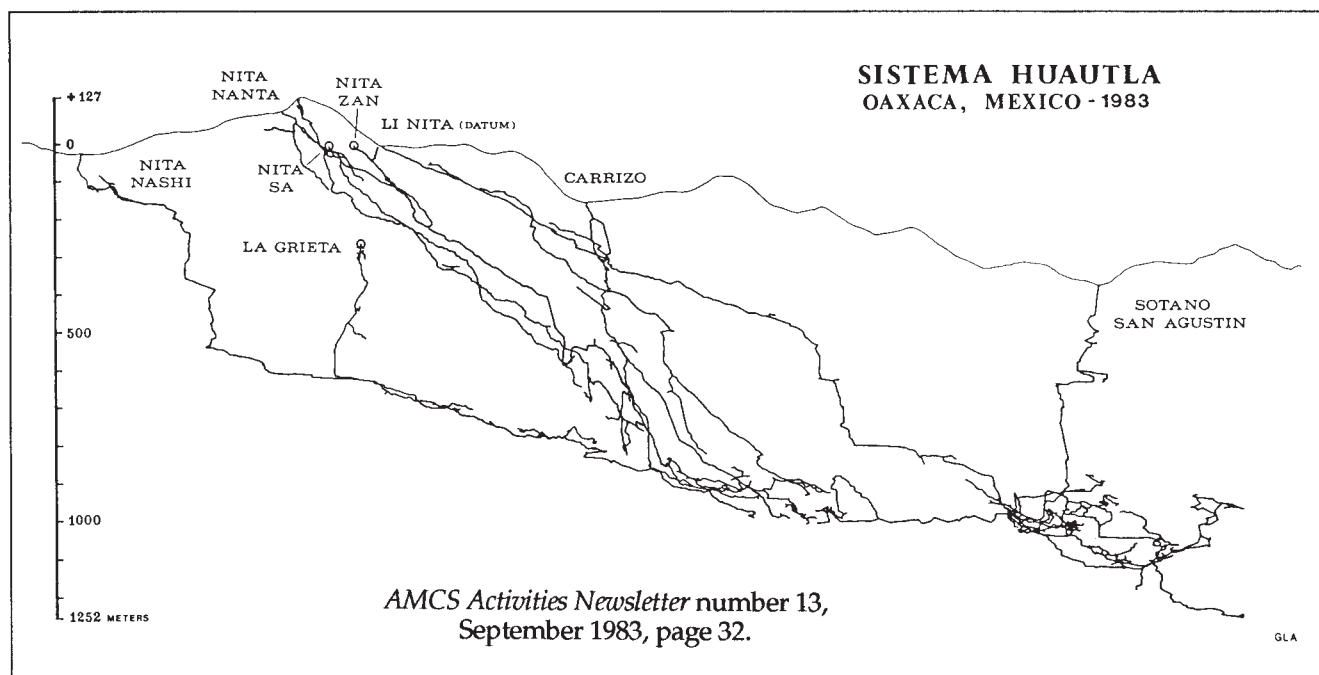 SISTEMA HUAUTLA
OAXACA, MEXICO - 1983
NITA
NANTA
NITA
ZAN
LI NITA (DATUM)
+127
0
500
1000
1252 METERS
NITA
NASHI
NITA
SA
CARRIZO
LA GRIETA
SOTANO
SAN AGUSTIN
AMCS Activities Newsletter number 13,
September 1983, page 32.
GLA